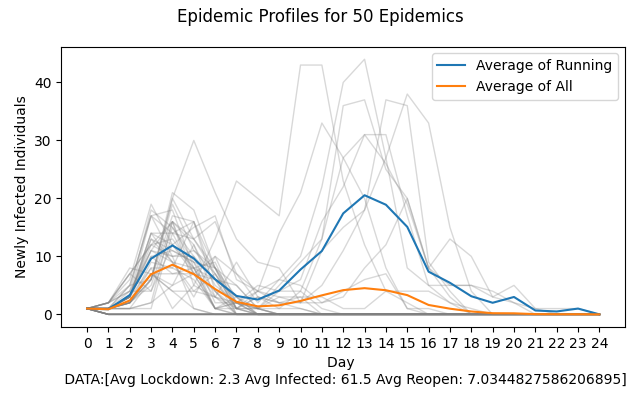 Epidemic Profiles for 50 Epidemics
Average of Running
Average of All
Newly Infected Individuals
40
30
20
10
0
0 1 2 3 4 5 6 7 8 9 10 11 12 13 14 15 16 17 18 19 20 21 22 23 24
Day
DATA:[Avg Lockdown: 2.3 Avg Infected: 61.5 Avg Reopen: 7.0344827586206895]